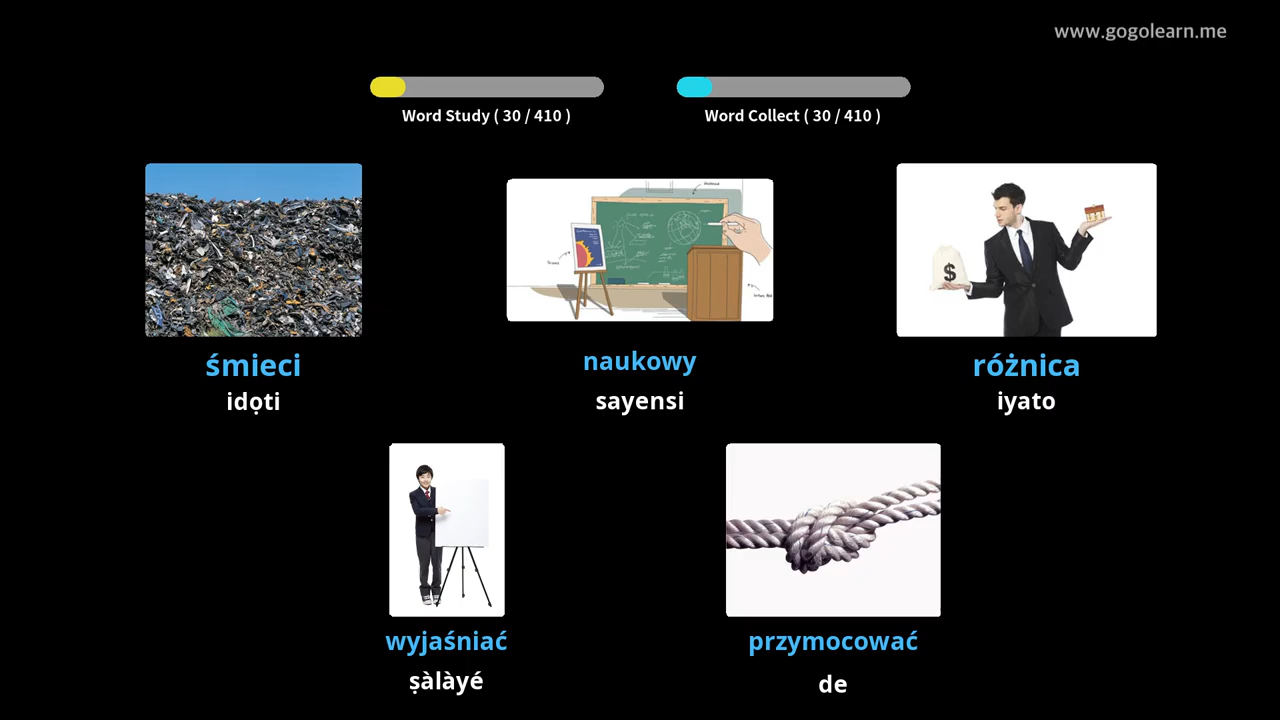 www.gogolearn.me
Word Study ( 30 / 410 )
Word Collect ( 30 / 410 )
śmieci
idọti
naukowy
sayensi
różnica
iyato
$
wyjaśniać
ṣàlàyé
przymocować
de